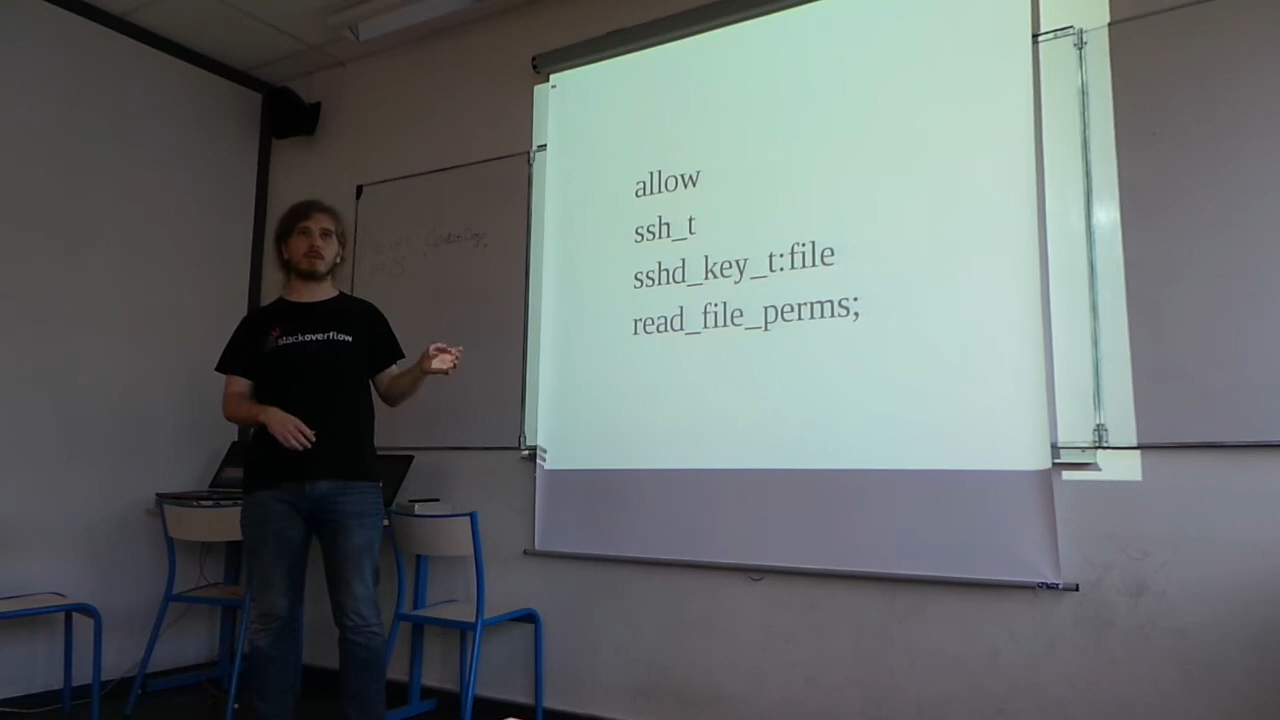 allow
ssh_t
sshd_key_t:file
read_file_perms;
stackoverflow